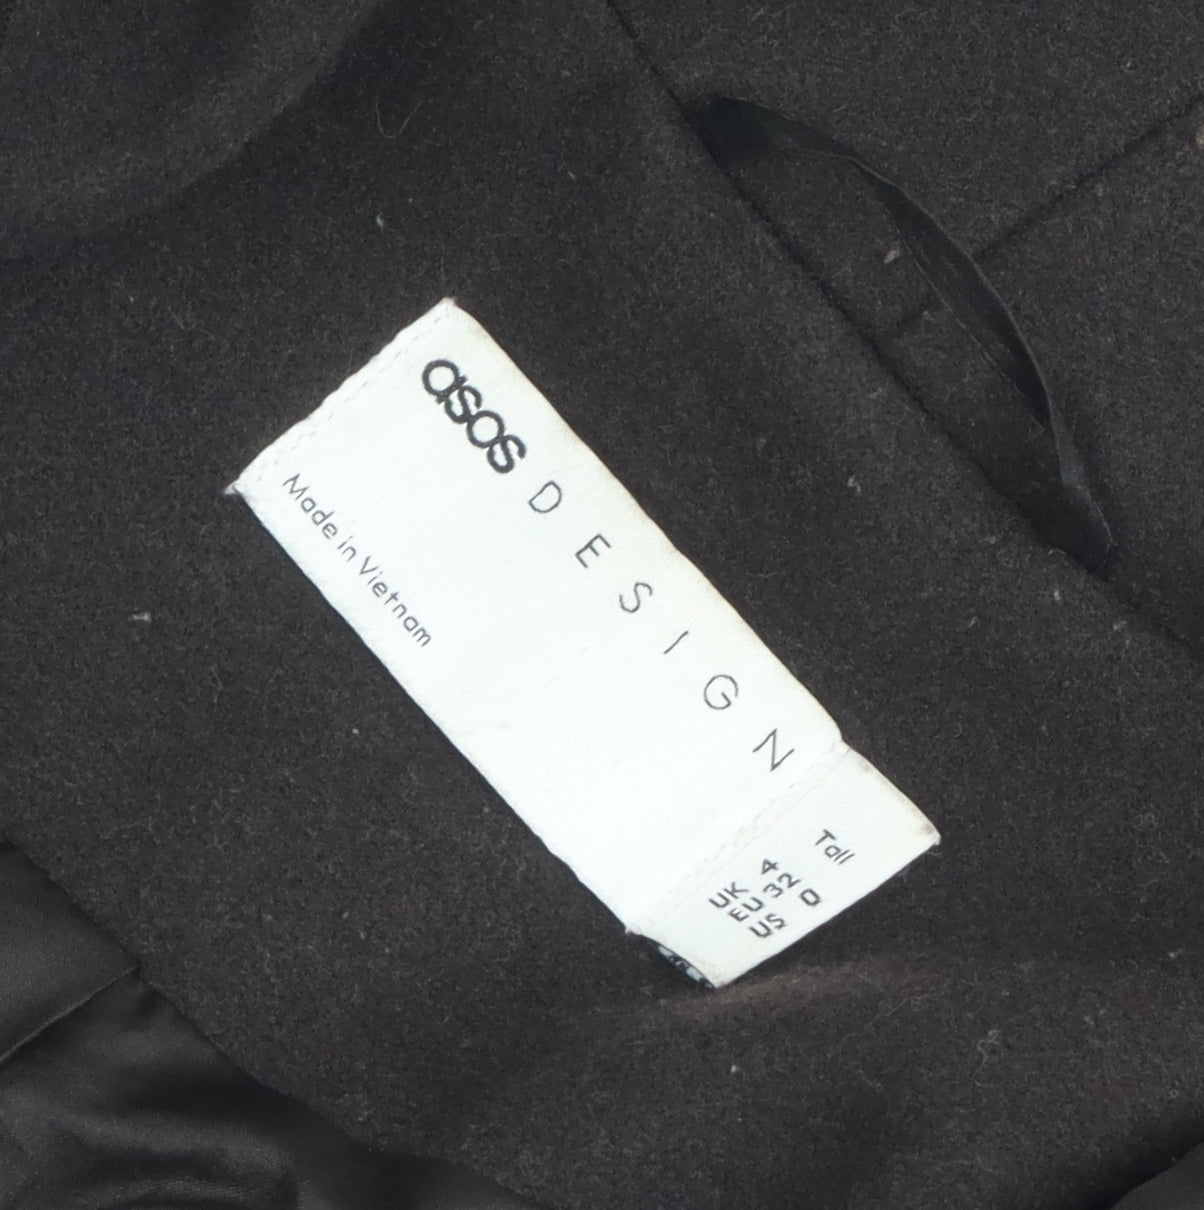 asos DESIGN
Made in Vietnam
Tall
UK 4
EU 32
US 0